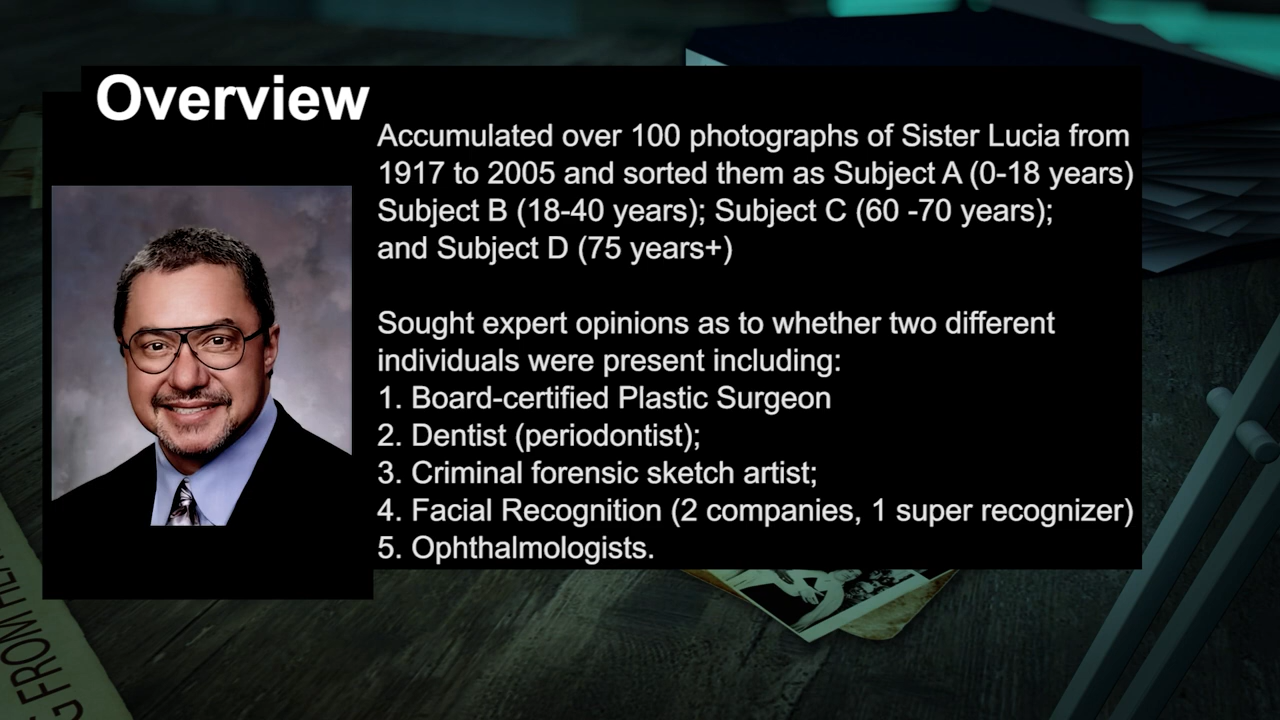 Overview
Accumulated over 100 photographs of Sister Lucia from
1917 to 2005 and sorted them as Subject A (0-18 years)
Subject B (18-40 years); Subject C (60 -70 years);
and Subject D (75 years+)
Sought expert opinions as to whether two different
individuals were present including:
1. Board-certified Plastic Surgeon
2. Dentist (periodontist);
3. Criminal forensic sketch artist;
4. Facial Recognition (2 companies, 1 super recognizer)
5. Ophthalmologists.
FROM